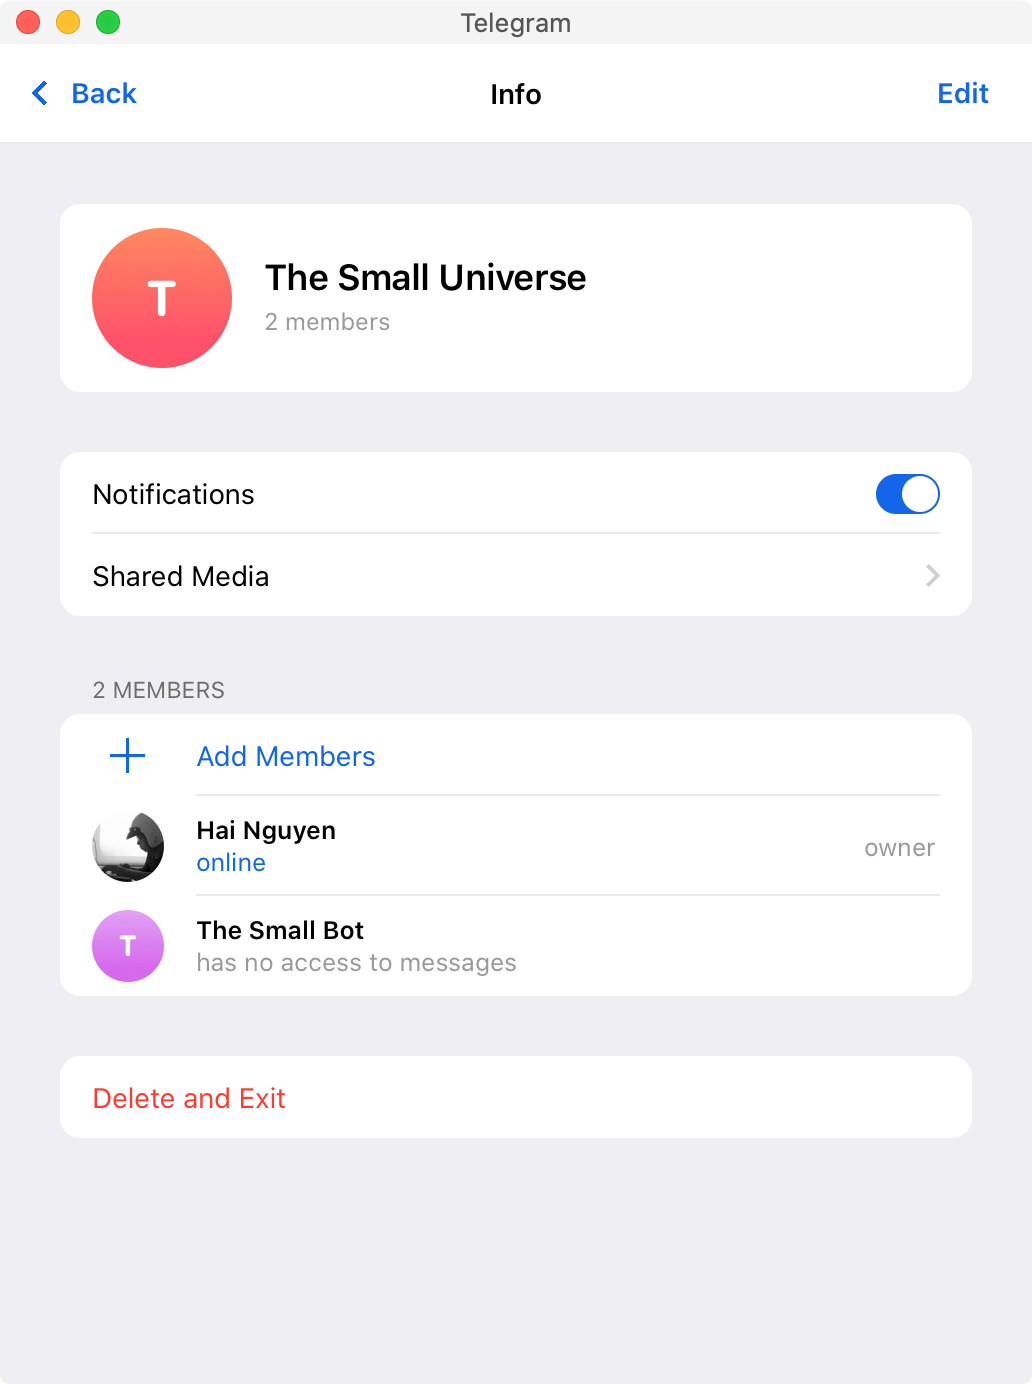 Telegram
Back
Info
Edit
T
The Small Universe
2 members
Notifications
Shared Media
2 MEMBERS
Add Members
Hai Nguyen
online
owner
T
The Small Bot
has no access to messages
Delete and Exit